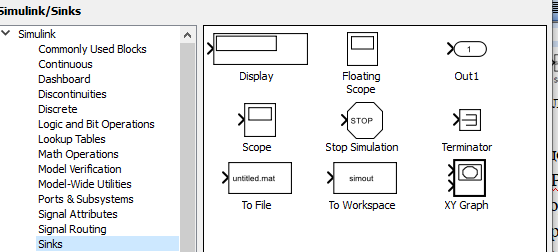 Simulink/Sinks
Simulink
Commonly Used Blocks
Continuous
Dashboard
Discontinuities
Discrete
Logic and Bit Operations
Lookup Tables
Math Operations
Model Verification
Model-Wide Utilities
Ports & Subsystems
Signal Attributes
Signal Routing
Sinks
Display
Floating
Scope
1
Out1
Scope
STOP
Stop Simulation
Terminator
untitled.mat
To File
simout
To Workspace
XY Graph